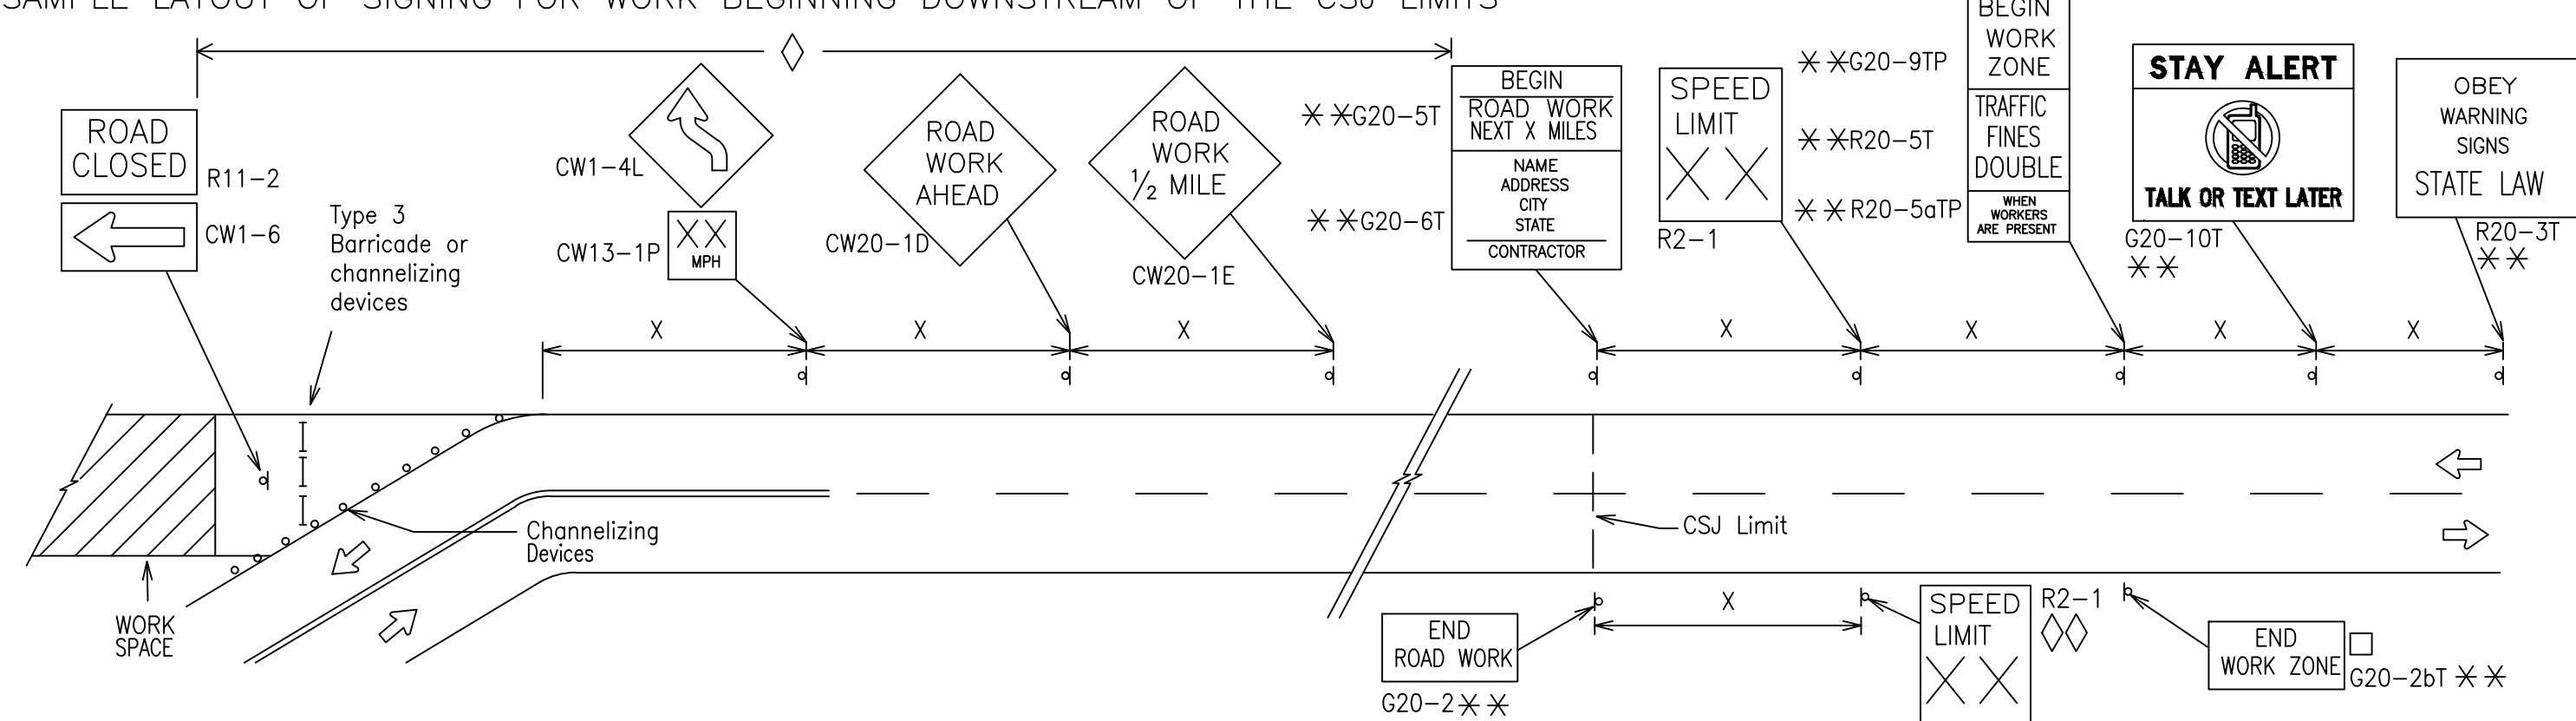 SAMPLE LAYOUT OF SIGNING FOR WORK BEGINNING DOWNSTREAM OF THE CSJ LIMITS
ROAD
CLOSED
R11-2
CW1-6
Type 3
Barricade or
channelizing
devices
CW1-4L
XX
MPH
CW13-1P
ROAD
WORK
AHEAD
CW20-1D
ROAD
WORK
1/2 MILE
CW20-1E
**G20-5T
**G20-6T
BEGIN
ROAD WORK
NEXT X MILES
NAME
ADDRESS
CITY
STATE
CONTRACTOR
SPEED
LIMIT
XX
R2-1
**G20-9TP
**R20-5T
**R20-5aTP
BEGIN
WORK
ZONE
TRAFFIC
FINES
DOUBLE
WHEN
WORKERS
ARE PRESENT
STAY ALERT
TALK OR TEXT LATER
G20-10T
**
OBEY
WARNING
SIGNS
STATE LAW
R20-3T
**
X
X
X
X
X
X
X
Channelizing
Devices
CSJ Limit
WORK
SPACE
END
ROAD WORK
G20-2**
X
SPEED
LIMIT
XX
R2-1
END
WORK ZONE
G20-2bT **